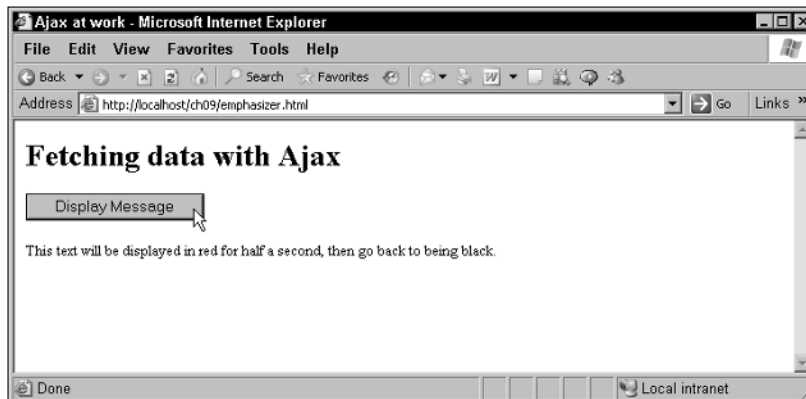 Ajax at work - Microsoft Internet Explorer
File Edit View Favorites Tools Help
Back Search Favorites
Address http://localhost/ch09/emphasizer.html Go Links »
Fetching data with Ajax
Display Message
This text will be displayed in red for half a second, then go back to being black.
Done Local intranet